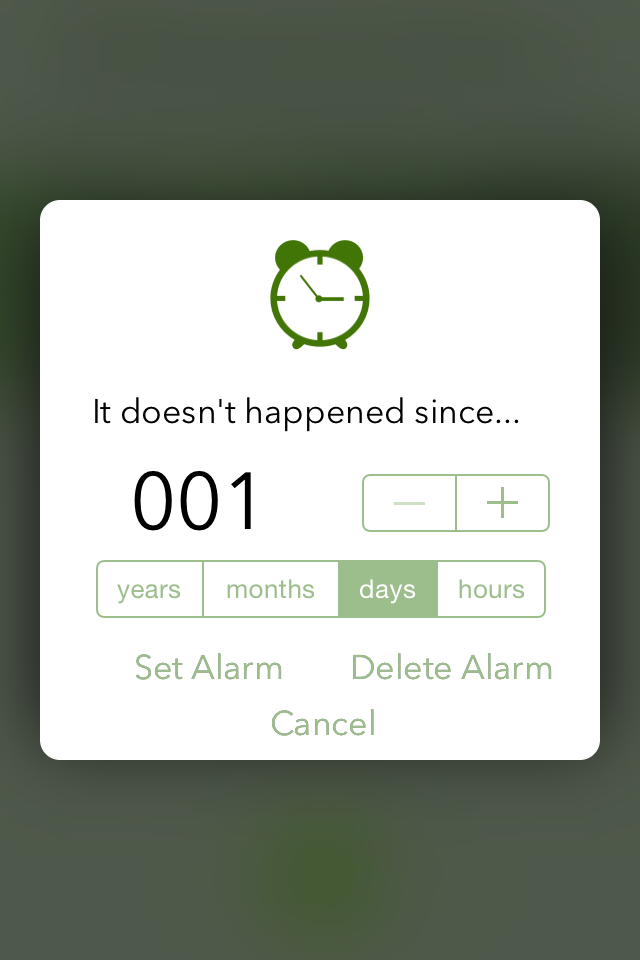 It doesn't happened since...
001
years months days hours
Set Alarm Delete Alarm
Cancel